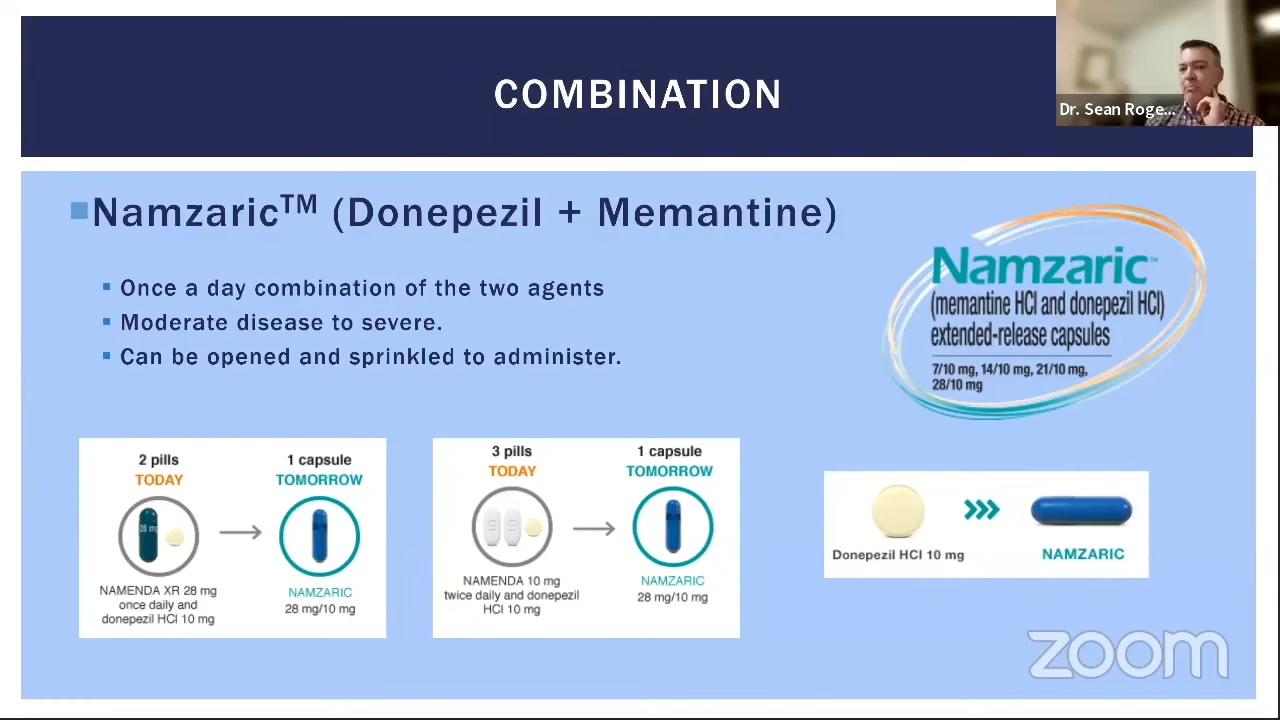 COMBINATION
Dr. Sean Roge...
Namzaric™ (Donepezil + Memantine)
Once a day combination of the two agents
Moderate disease to severe.
Can be opened and sprinkled to administer.
Namzaric™
(memantine HCl and donepezil HCl)
extended-release capsules
7/10 mg, 14/10 mg, 21/10 mg,
28/10 mg
2 pills
TODAY
1 capsule
TOMORROW
28 mg
NAMENDA XR 28 mg
once daily and
donepezil HCl 10 mg
NAMZARIC
28 mg/10 mg
3 pills
TODAY
1 capsule
TOMORROW
NAMENDA 10 mg
twice daily and donepezil
HCl 10 mg
NAMZARIC
28 mg/10 mg
Donepezil HCl 10 mg
NAMZARIC
zoom